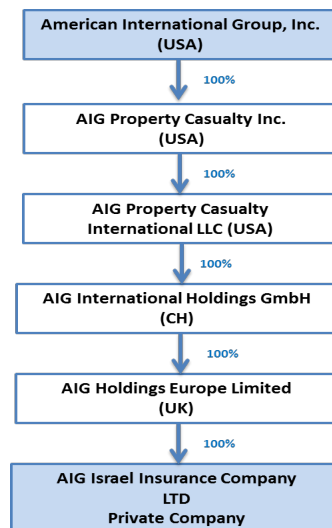 American International Group, Inc.
(USA)
100%
AIG Property Casualty Inc.
(USA)
100%
AIG Property Casualty
International LLC (USA)
100%
AIG International Holdings GmbH
(CH)
100%
AIG Holdings Europe Limited
(UK)
100%
AIG Israel Insurance Company
LTD
Private Company